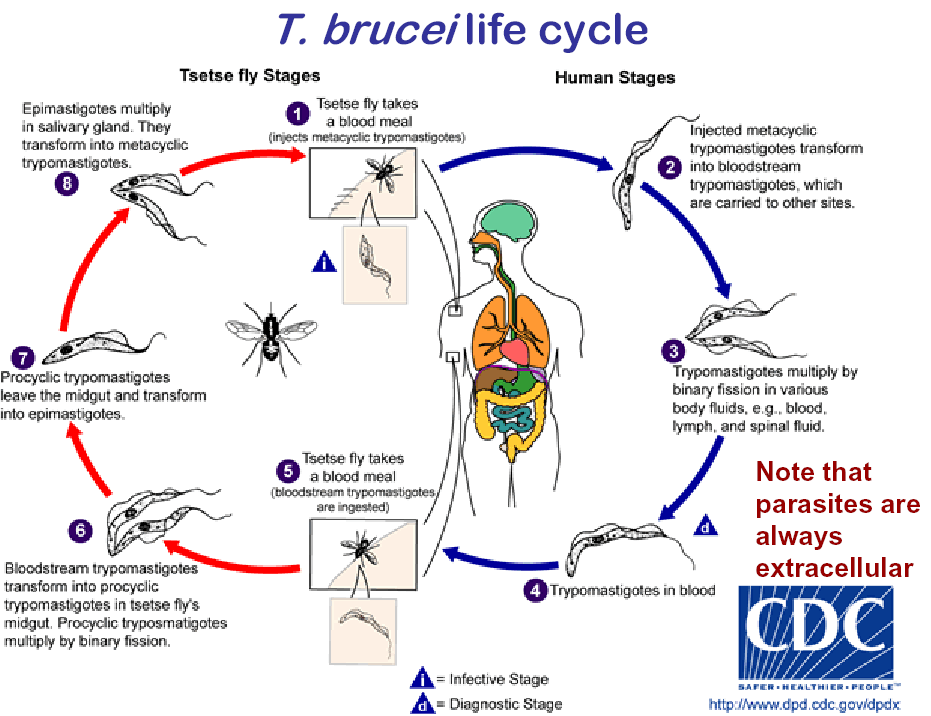 T. brucei life cycle
Tsetse fly Stages
Human Stages
1
Tsetse fly takes
a blood meal
(injects metacyclic trypomastigotes)
i
2
Injected metacyclic
trypomastigotes transform
into bloodstream
trypomastigotes, which
are carried to other sites.
3
Trypomastigotes multiply by
binary fission in various
body fluids, e.g., blood,
lymph, and spinal fluid.
d
4
Trypomastigotes in blood
5
Tsetse fly takes
a blood meal
(bloodstream trypomastigotes
are ingested)
6
Bloodstream trypomastigotes
transform into procyclic
trypomastigotes in tsetse fly's
midgut. Procyclic tryposmatigotes
multiply by binary fission.
7
Procyclic trypomastigotes
leave the midgut and transform
into epimastigotes.
Epimastigotes multiply
in salivary gland. They
transform into metacyclic
trypomastigotes.
8
Note that
parasites are
always
extracellular
CDC
SAFER • HEALTHIER • PEOPLE™
http://www.dpd.cdc.gov/dpdx
i = Infective Stage
d = Diagnostic Stage